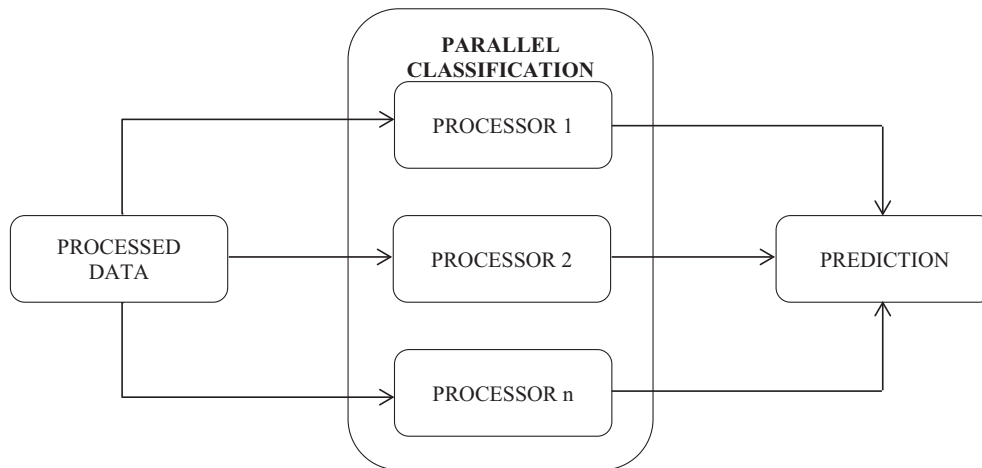 PARALLEL
CLASSIFICATION
PROCESSOR 1
PROCESSED
DATA
PROCESSOR 2
PREDICTION
PROCESSOR n